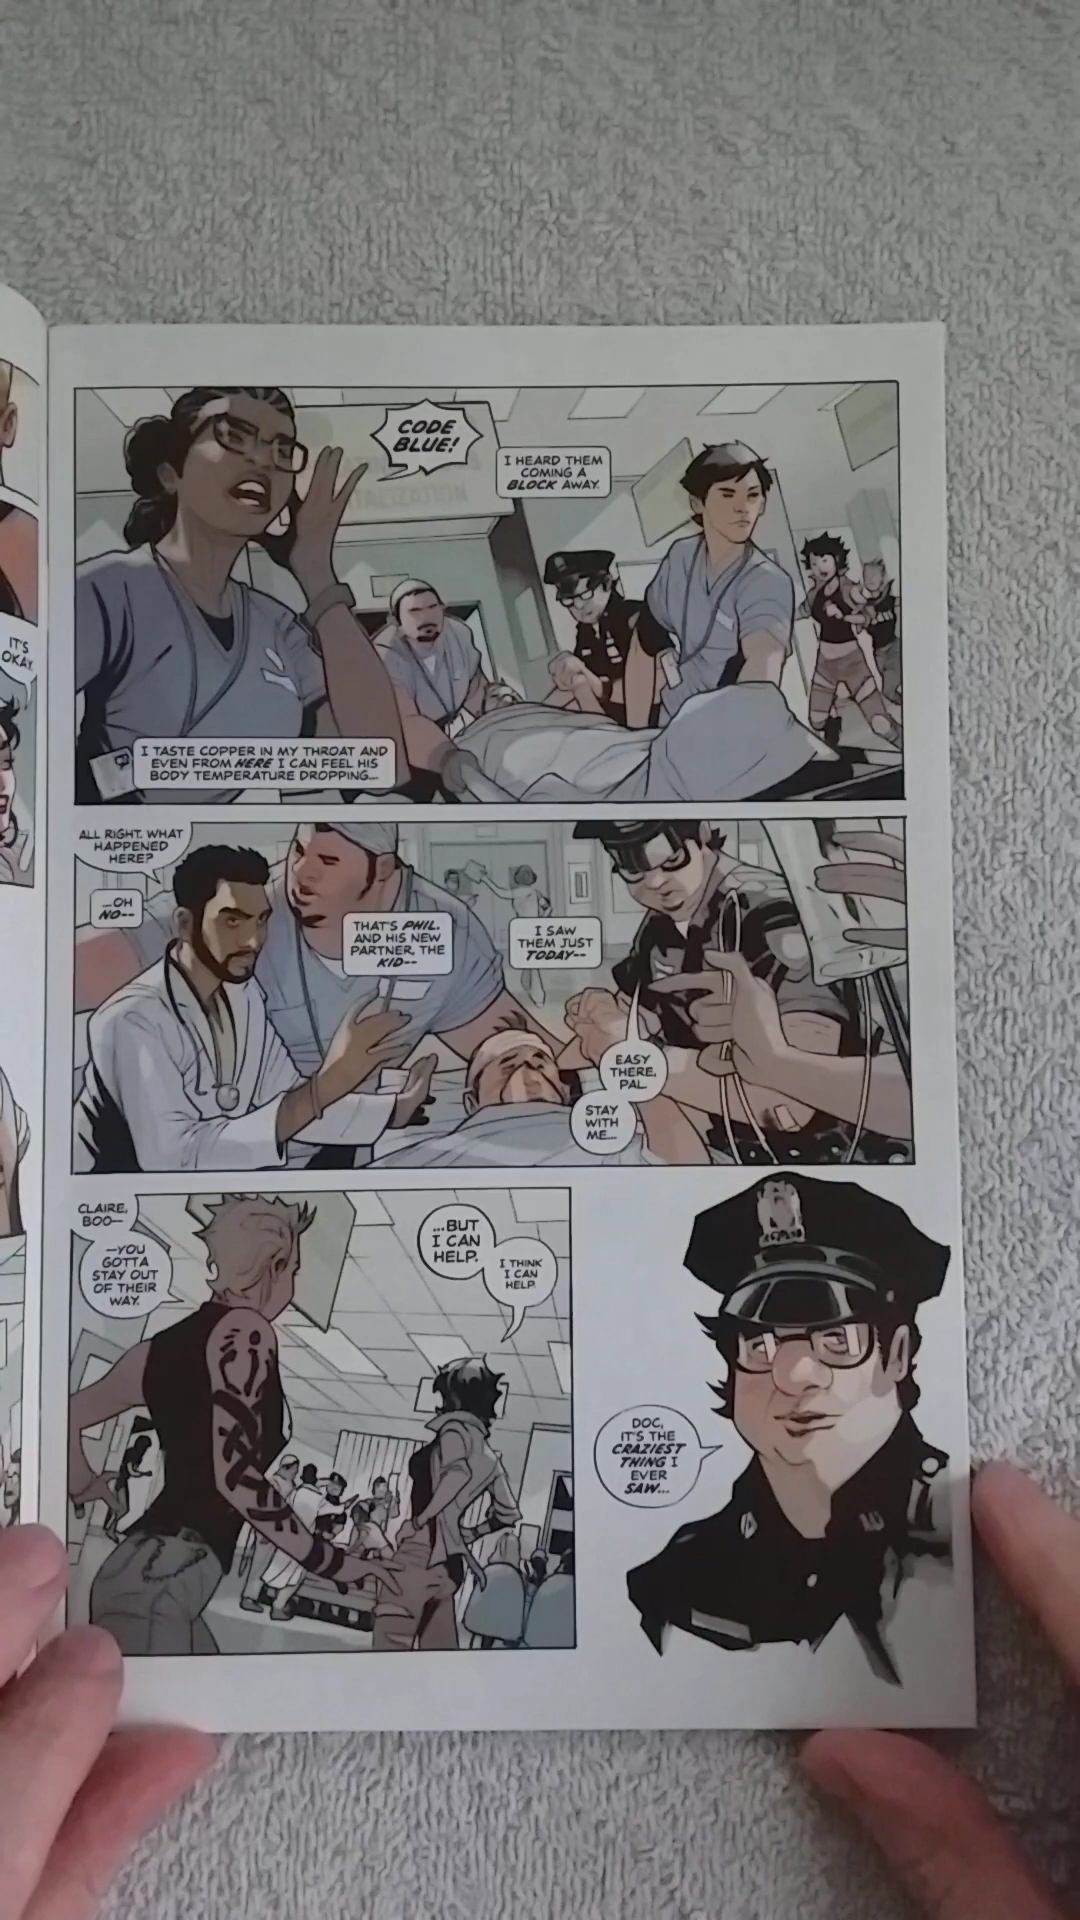 IT'S
OKAY.
CODE
BLUE!
I HEARD THEM
COMING A
BLOCK AWAY.
I TASTE COPPER IN MY THROAT AND
EVEN FROM HERE I CAN FEEL HIS
BODY TEMPERATURE DROPPING...
ALL RIGHT. WHAT
HAPPENED
HERE?
...OH
NO--
THAT'S PHIL.
AND HIS NEW
PARTNER, THE
KID--
I SAW
THEM JUST
TODAY--
EASY
THERE,
PAL.
STAY
WITH
ME...
CLAIRE,
BOO—
—YOU
GOTTA
STAY OUT
OF THEIR
WAY.
...BUT
I CAN
HELP.
I THINK
I CAN
HELP.
DOC,
IT'S THE
CRAZIEST
THING I
EVER
SAW...